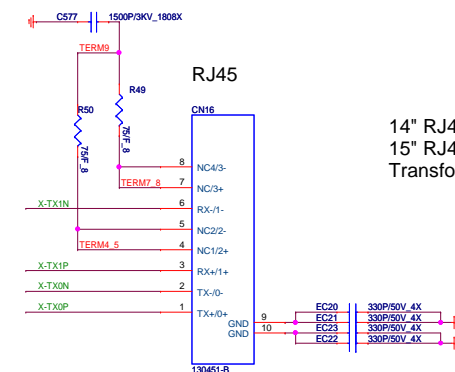 C577 1500P/3KV_1808X
TERM9
RJ45
R49
R50
CN16
75/F_8
75/F_8
14" RJ4
15" RJ4
Transfo
8 NC4/3-
TERM7_8 7 NC/3+
X-TX1N 6 RX-/1-
5 NC2/2-
TERM4_5 4 NC1/2+
X-TX1P 3 RX+/1+
X-TX0N 2 TX-/0-
X-TX0P 1 TX+/0+
GND 9
GND 10
EC20 330P/50V_4X
EC21 330P/50V_4X
EC23 330P/50V_4X
EC22 330P/50V_4X
130451-B